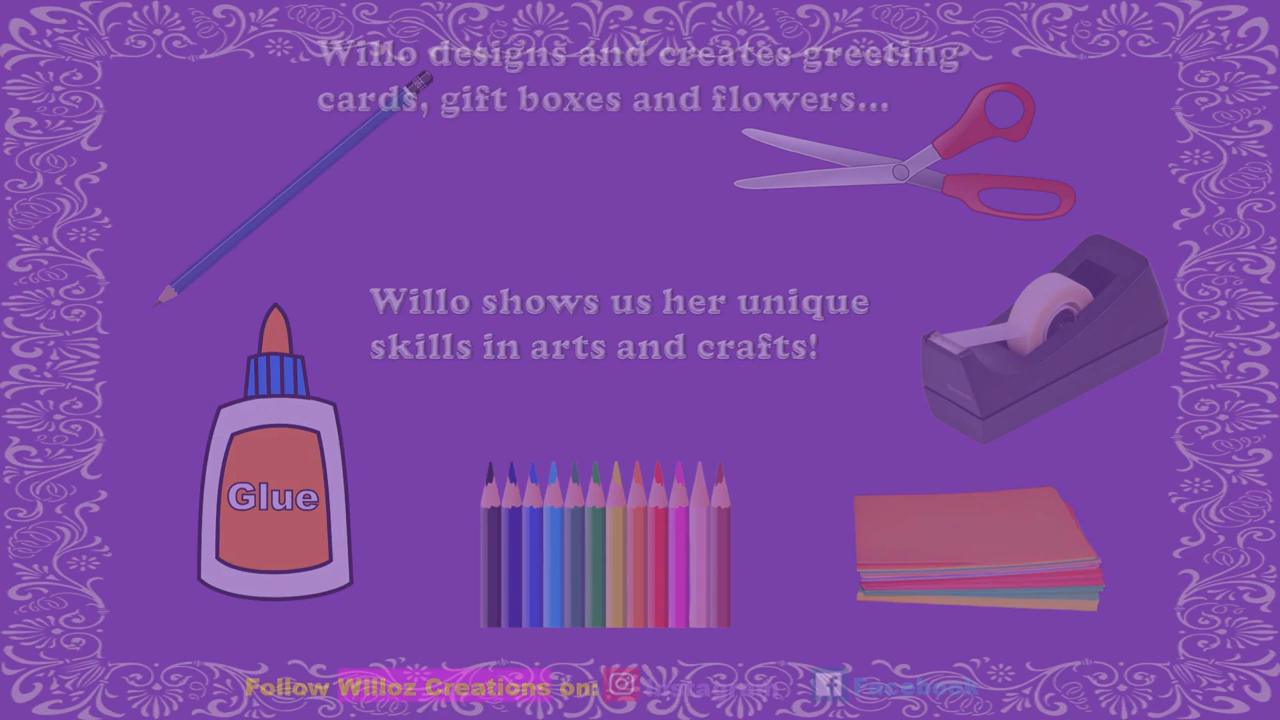 Willo designs and creates greeting
cards, gift boxes and flowers...
Willo shows us her unique
skills in arts and crafts!
Glue
Follow Willoz Creations on: Instagram Facebook